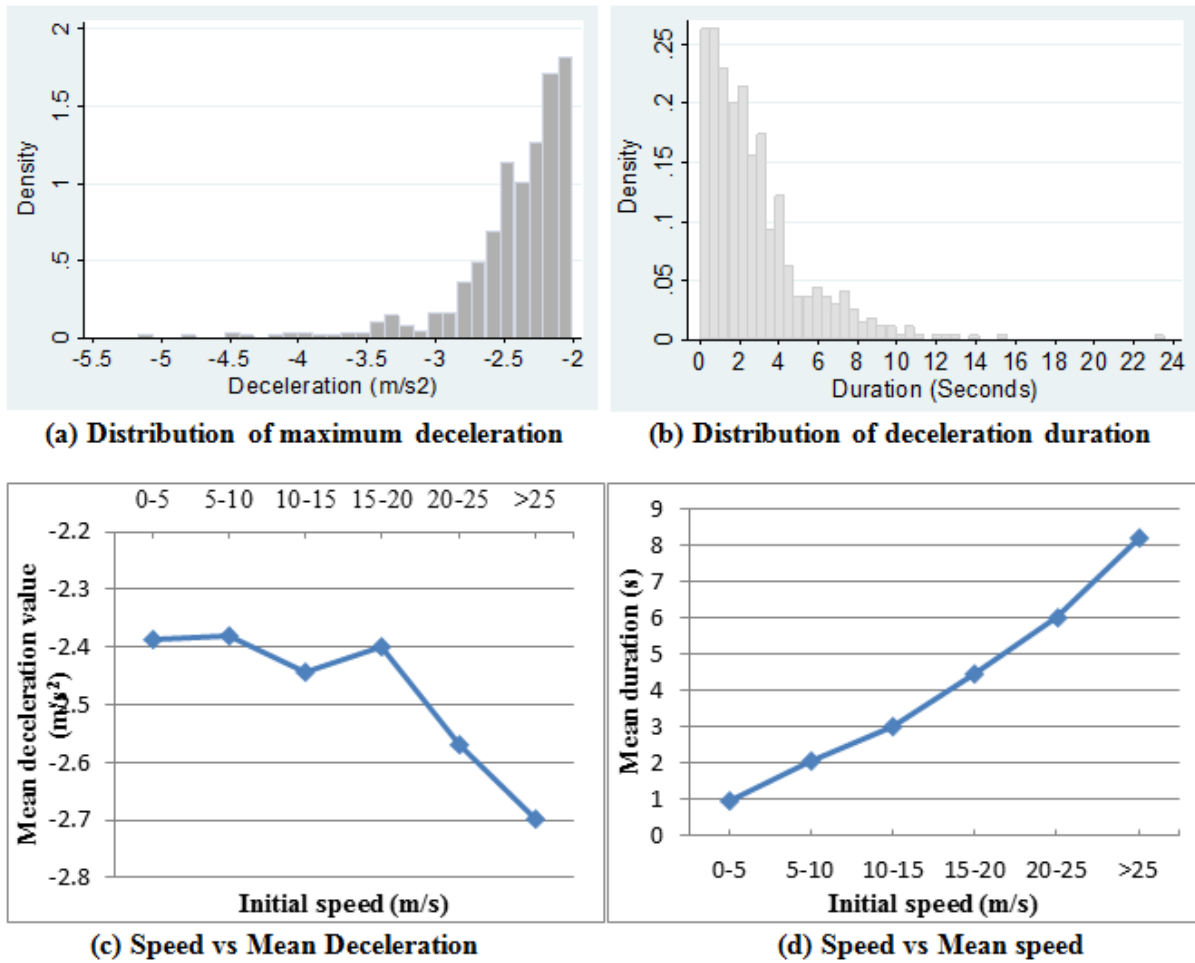 2
1.5
1
.5
0
Density
-5.5 -5 -4.5 -4 -3.5 -3 -2.5 -2
Deceleration (m/s2)
(a) Distribution of maximum deceleration
.25
.2
.15
.1
.05
0
Density
0 2 4 6 8 10 12 14 16 18 20 22 24
Duration (Seconds)
(b) Distribution of deceleration duration
0-5 5-10 10-15 15-20 20-25 >25
-2.2
-2.3
-2.4
-2.5
-2.6
-2.7
-2.8
Mean deceleration value
(m/s²)
Initial speed (m/s)
(c) Speed vs Mean Deceleration
9
8
7
6
5
4
3
2
1
0
Mean duration (s)
0-5 5-10 10-15 15-20 20-25 >25
Initial speed (m/s)
(d) Speed vs Mean speed